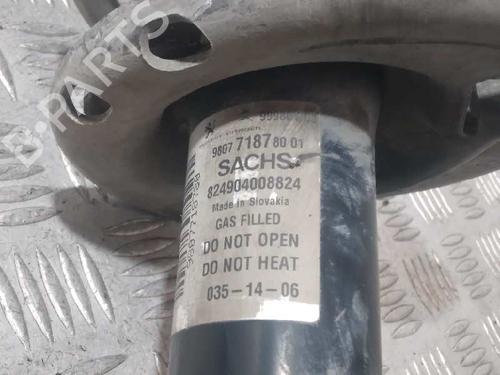 9807 7187 80 01
SACHS
824904008824
Made in Slovakia
GAS FILLED
DO NOT OPEN
DO NOT HEAT
035-14-06